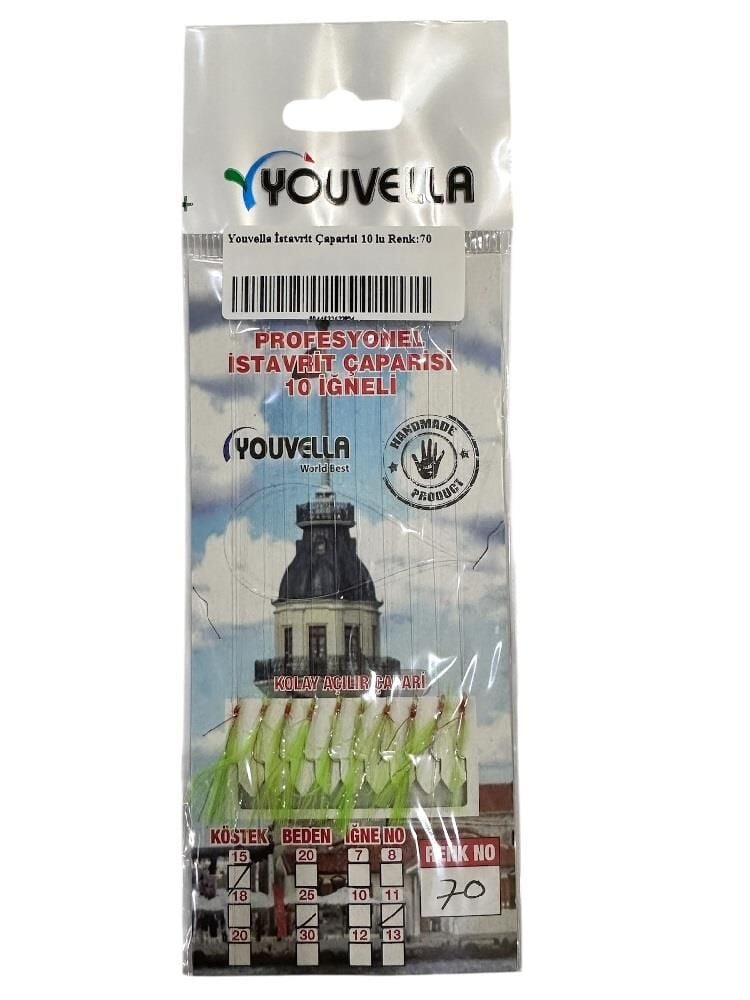 YOUVELLA
Youvella İstavrit Çaparisi 10 lu Renk:70
PROFESYONEL
İSTAVRİT ÇAPARİSİ
10 İĞNELİ
YOUVELLA
World Best
HANDMADE
PRODUCT
KOLAY AÇILIR ÇAPARİ
KÖSTEK BEDEN İĞNE NO
15 20 7 8
RENK NO
70
18 25 10 11
20 30 12 13